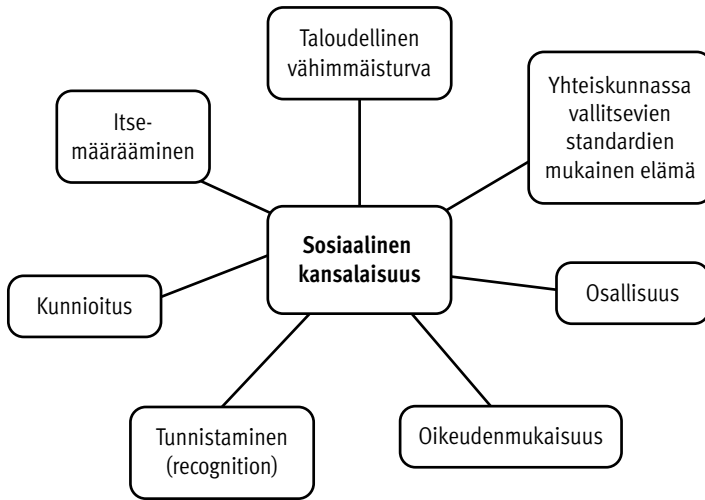 Taloudellinen
vähimmäisturva
Yhteiskunnassa
vallitsevien
standardien
mukainen elämä
Itse-
määrääminen
Sosiaalinen
kansalaisuus
Kunnioitus
Osallisuus
Tunnistaminen
(recognition)
Oikeudenmukaisuus